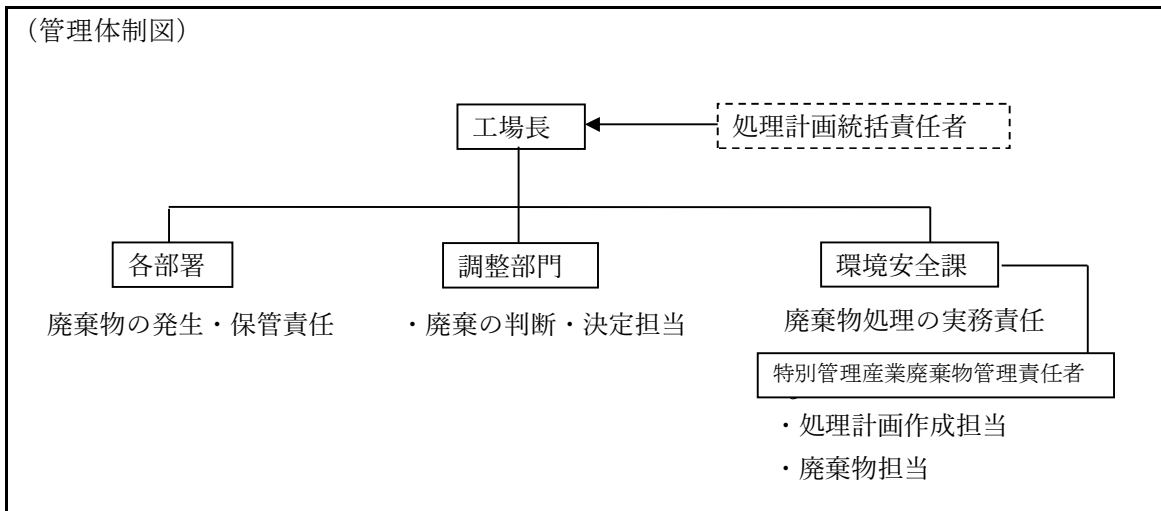 （管理体制図）
工場長
処理計画統括責任者
各部署
調整部門
環境安全課
廃棄物の発生・保管責任
・廃棄の判断・決定担当
廃棄物処理の実務責任
特別管理産業廃棄物管理責任者
・処理計画作成担当
・廃棄物担当